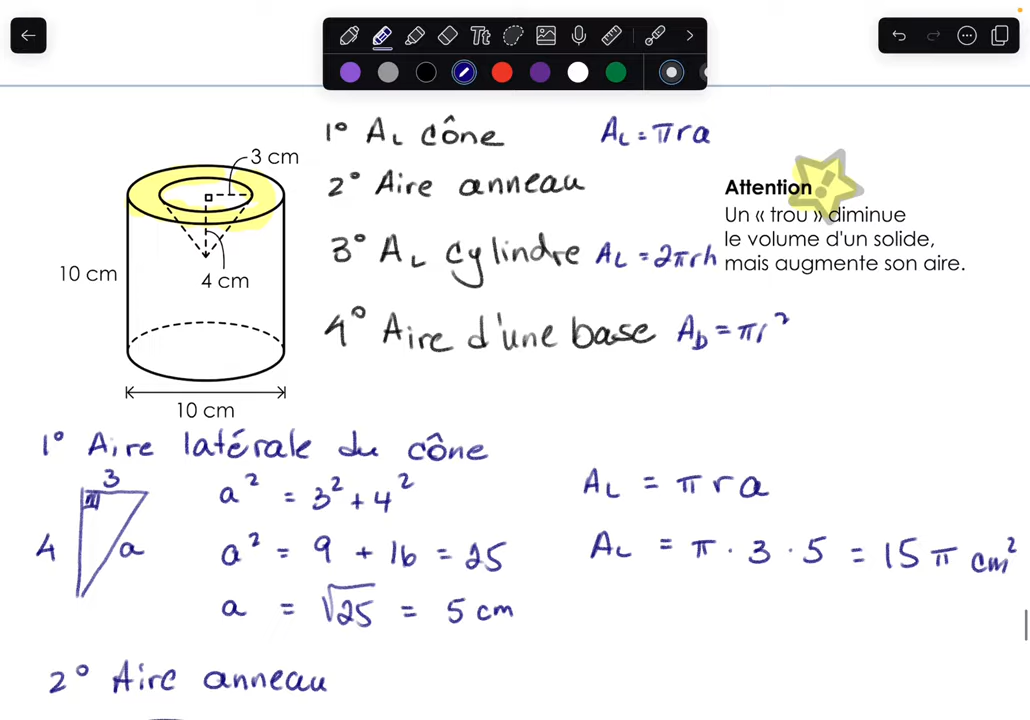 Tt
1° AL cône AL = πra
3 cm
2° Aire anneau
Attention
Un « trou » diminue
le volume d'un solide,
mais augmente son aire.
3° AL cylindre AL = 2πrh
10 cm
4 cm
4° Aire d'une base Ab = πr²
10 cm
1° Aire latérale du cône
3
4
a
a² = 3² + 4²
a² = 9 + 16 = 25
a = √25 = 5 cm
AL = πra
AL = π · 3 · 5 = 15π cm²
2° Aire anneau